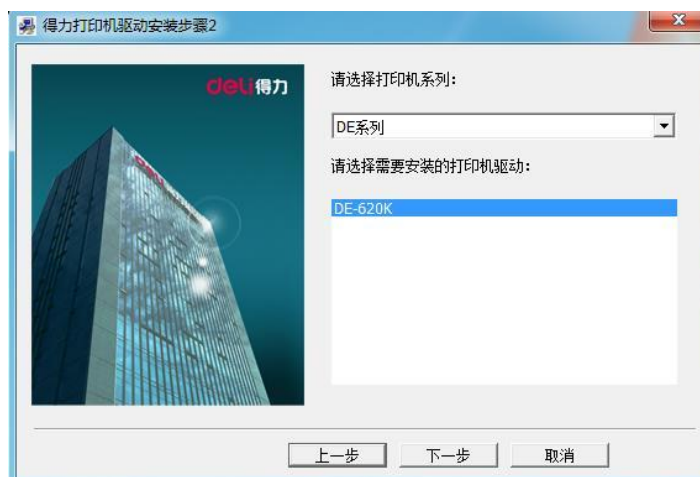 得力打印机驱动安装步骤2
deli得力
请选择打印机系列：
DE系列
请选择需要安装的打印机驱动：
DE-620K
deli
上一步
下一步
取消